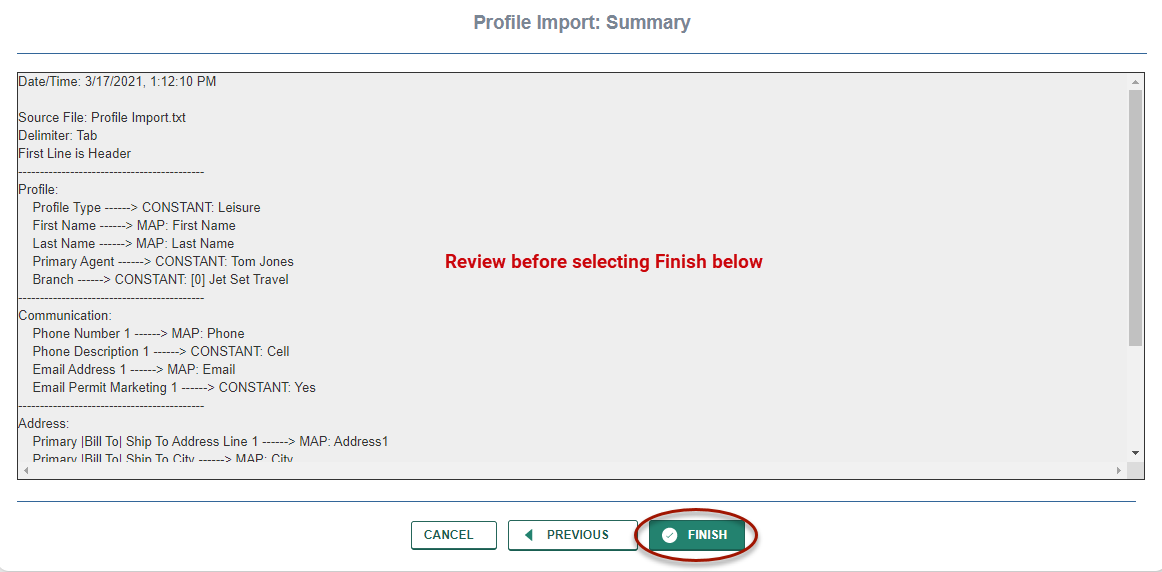 Profile Import: Summary
Date/Time: 3/17/2021, 1:12:10 PM
Source File: Profile Import.txt
Delimiter: Tab
First Line is Header
-------------------------------------------
Profile:
Profile Type ------> CONSTANT: Leisure
First Name ------> MAP: First Name
Last Name ------> MAP: Last Name
Primary Agent ------> CONSTANT: Tom Jones
Review before selecting Finish below
Branch ------> CONSTANT: [0] Jet Set Travel
-------------------------------------------
Communication:
Phone Number 1 ------> MAP: Phone
Phone Description 1 ------> CONSTANT: Cell
Email Address 1 ------> MAP: Email
Email Permit Marketing 1 ------> CONSTANT: Yes
-------------------------------------------
Address:
Primary |Bill To| Ship To Address Line 1 ------> MAP: Address1
Primary |Bill To| Ship To City ------> MAP: City
CANCEL
PREVIOUS
FINISH